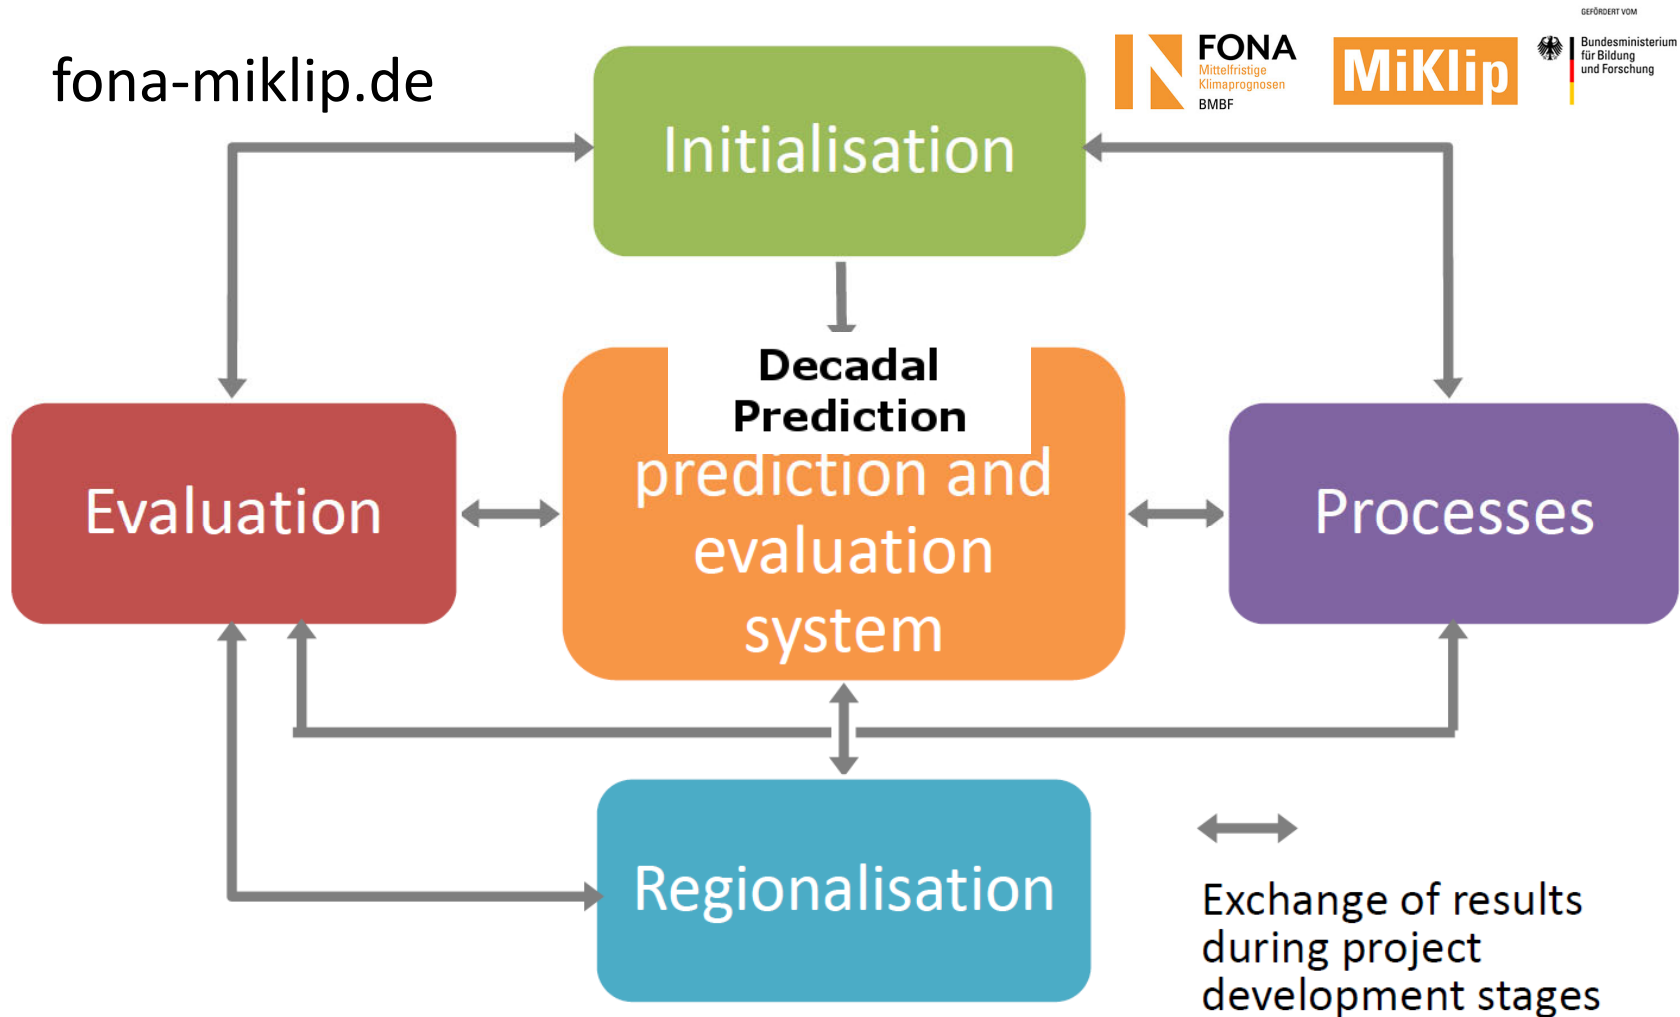 fona-miklip.de
FONA
Mittelfristige
Klimaprognosen
BMBF
MiKlip
GEFÖRDERT VOM
Bundesministerium
für Bildung
und Forschung
Initialisation
Decadal
Prediction
prediction and
evaluation
system
Evaluation
Processes
Regionalisation
Exchange of results
during project
development stages